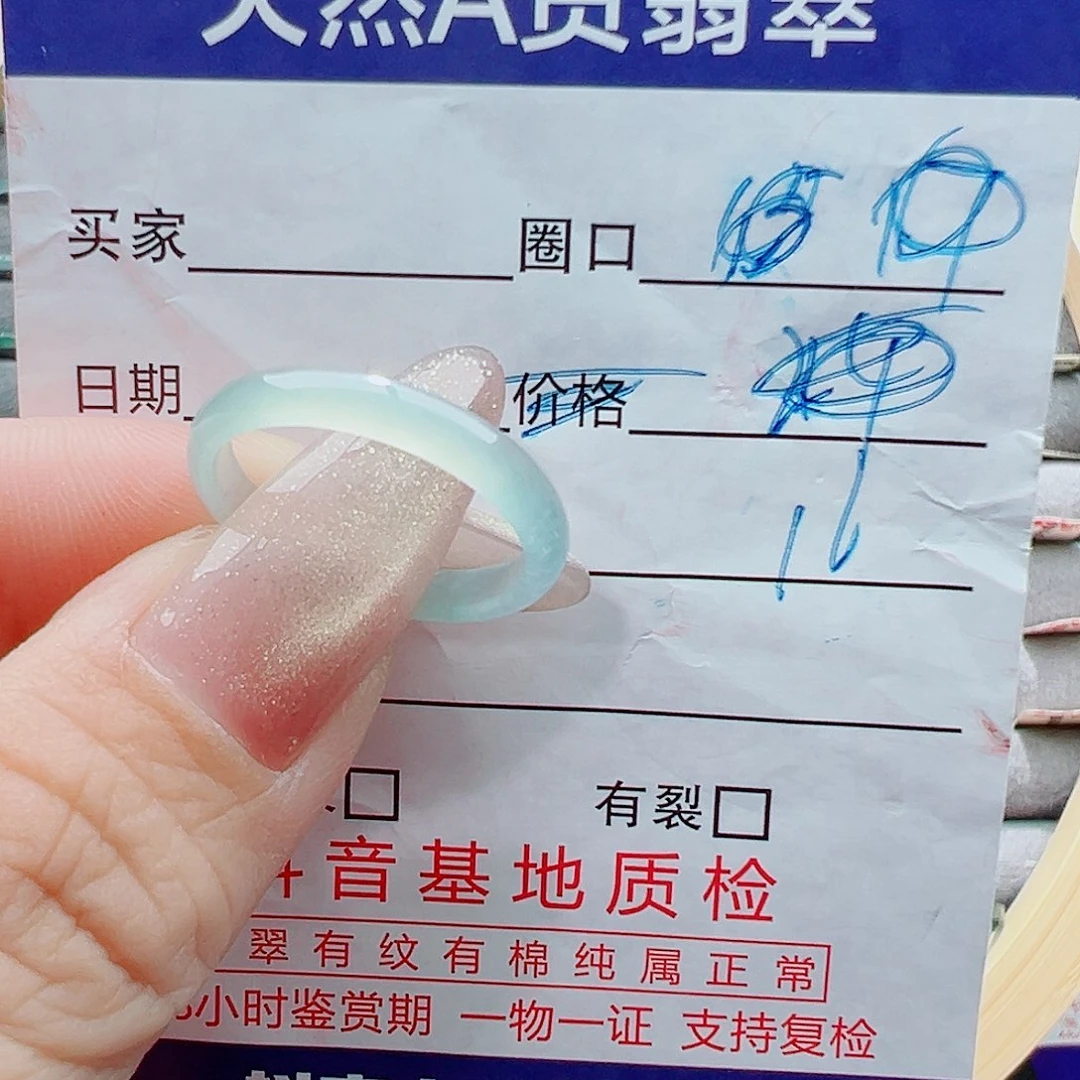 天然A货翡翠
买家 圈口
日期 价格
16
有裂
音基地质检
翠有纹有棉纯属正常
小时鉴赏期 一物一证 支持复检